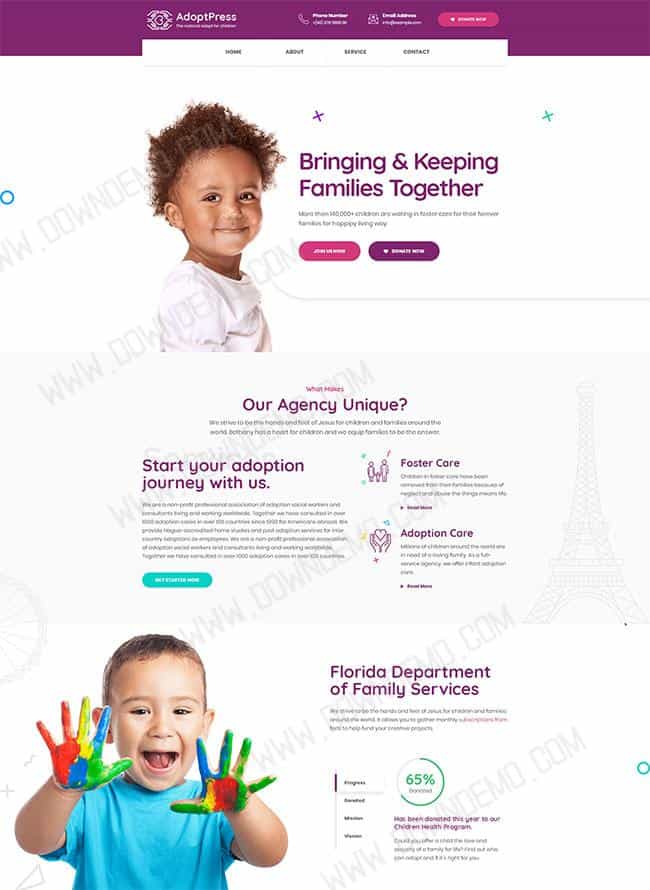 AdoptPress
Phone Number
Email Address
info@example.com
DONATE NOW
HOME
ABOUT
SERVICE
CONTACT
Bringing & Keeping
Families Together
More then 140,000+ children are waiting in foster care for their forever
families for happipy living way.
JOIN US NOW
DONATE NOW
What Makes
Our Agency Unique?
We strive to be the hands and feet of Jesus for children and families around the
world. Bethany has a heart for children and we equip families to be the answer.
Start your adoption
journey with us.
We are a non-profit professional association of adoption social workers and
consultants living and working worldwide. Together we have consulted in over
1000 adoption cases in over 100 countries since 1990 for Americans abroad. We
provide Hague-accredited home studies and post adoption services for inter
country adoptions as employees. We are a non-profit professional association
of adoption social workers and consultants living and working worldwide.
Together we have consulted in over 1000 adoption cases in over 100 countries.
GET STARTED NOW
Foster Care
Children in foster care have been
removed from their families because of
neglect and abuse the things means life.
Read More
Adoption Care
Millions of children around the world are
in need of a loving family. As a full-
service agency, we offer infant adoption
care.
Read More
Florida Department
of Family Services
We strive to be the hands and feet of Jesus for children and families
around the world. It allows you to gather monthly subscriptions from
fans to help fund your creative projects.
Progress
Donated
Mission
Vission
65%
Donated
Has been donated this year to our
Children Health Program.
Could you offer a child the love and
security of a family for life? Find out who
can adopt and if it's right for you.
WWW.DOWNDEMO.COM